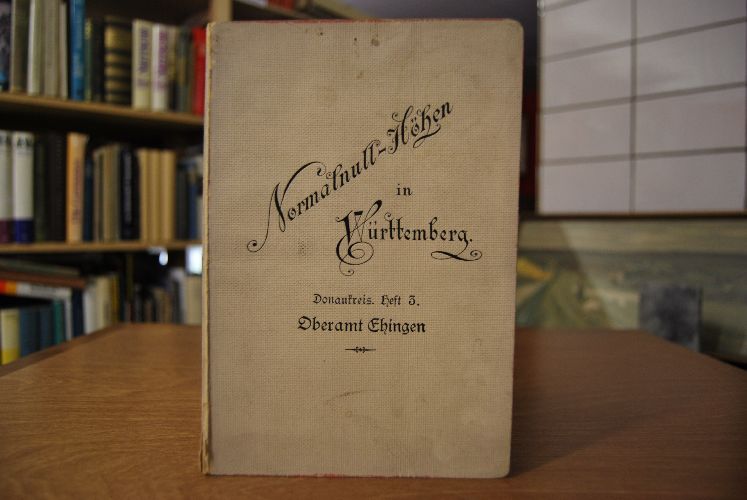 Normalnull-Höhen
in
Württemberg.
Donaukreis. Heft 3.
Oberamt Ehingen